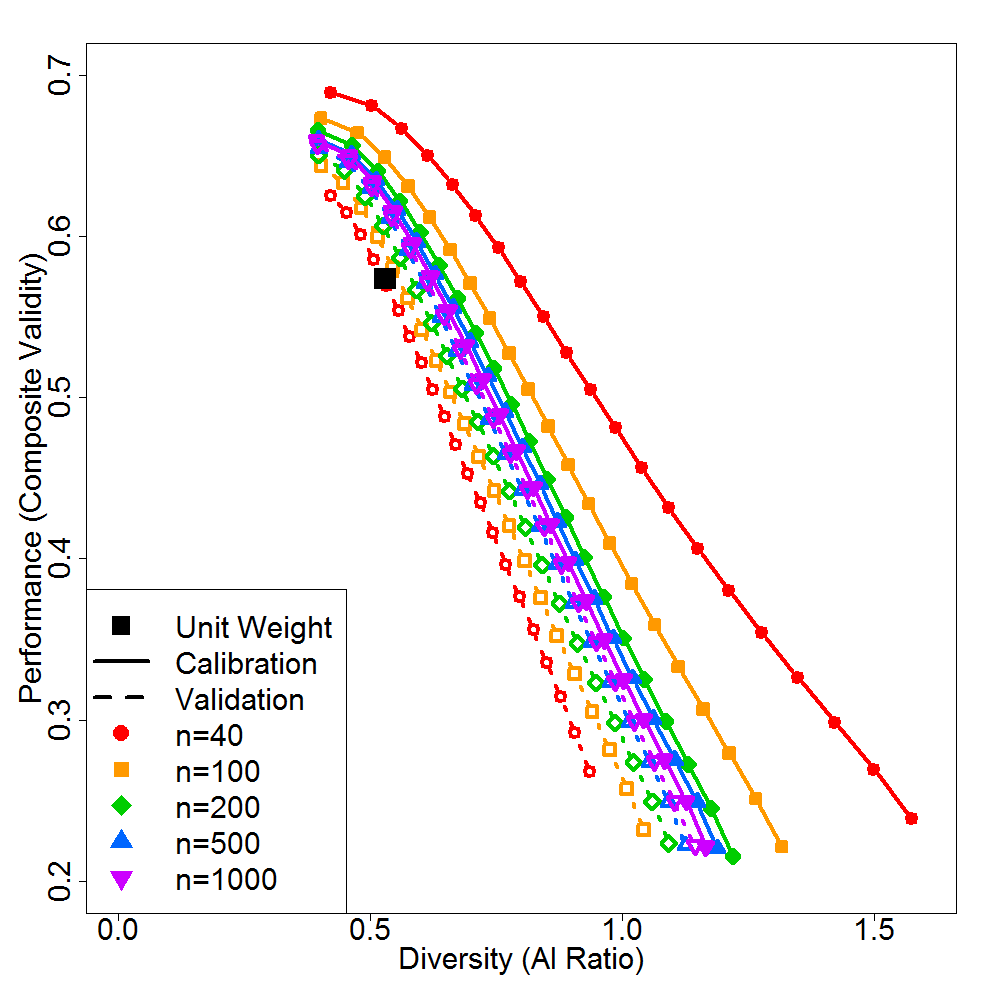 0.7
0.6
0.5
0.4
0.3
0.2
Performance (Composite Validity)
Unit Weight
Calibration
Validation
n=40
n=100
n=200
n=500
n=1000
0.0 0.5 1.0 1.5
Diversity (AI Ratio)